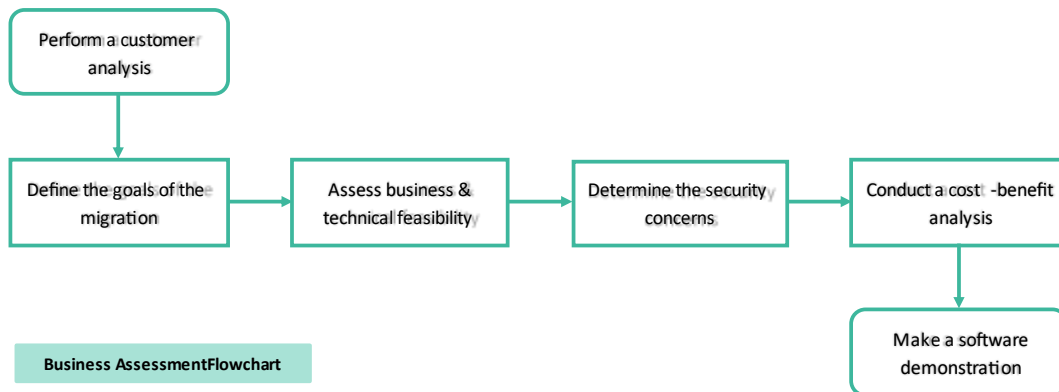 Perform a customer
analysis
Define the goals of the
migration
Assess business &
technical feasibility
Determine the security
concerns
Conduct a cost -benefit
analysis
Make a software
demonstration
Business AssessmentFlowchart